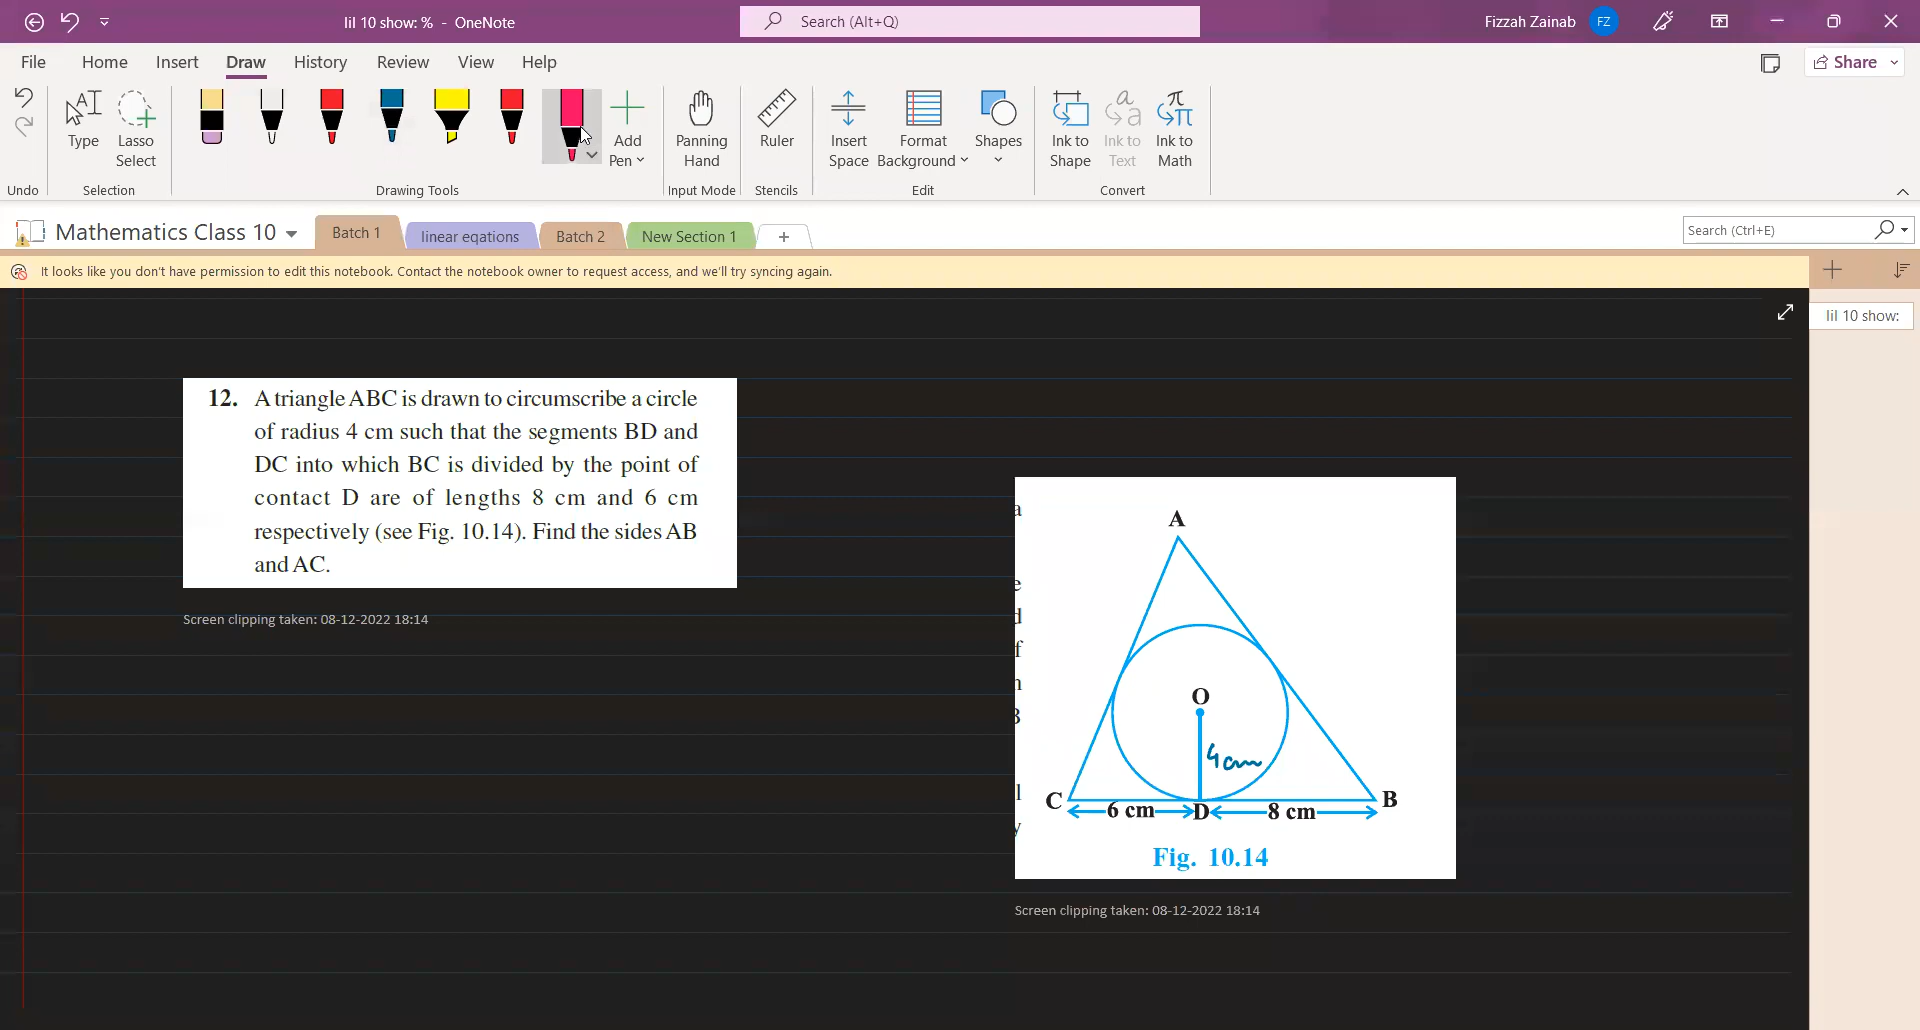 lil 10 show: % - OneNote
Search (Alt+Q)
Fizzah Zainab
FZ
File Home Insert Draw History Review View Help
Share
Type
Lasso
Select
Add
Pen
Panning
Hand
Ruler
Insert
Space
Format
Background
Shapes
Ink to
Shape
Ink to
Text
Ink to
Math
Undo
Selection
Drawing Tools
Input Mode
Stencils
Edit
Convert
Mathematics Class 10
Batch 1
linear eqations
Batch 2
New Section 1
Search (Ctrl+E)
It looks like you don't have permission to edit this notebook. Contact the notebook owner to request access, and we'll try syncing again.
lil 10 show:
12. A triangle ABC is drawn to circumscribe a circle
of radius 4 cm such that the segments BD and
DC into which BC is divided by the point of
contact D are of lengths 8 cm and 6 cm
respectively (see Fig. 10.14). Find the sides AB
and AC.
Screen clipping taken: 08-12-2022 18:14
a
e
d
f
l
y
A
O
4 cm
C
B
6 cm
D
8 cm
Fig. 10.14
Screen clipping taken: 08-12-2022 18:14